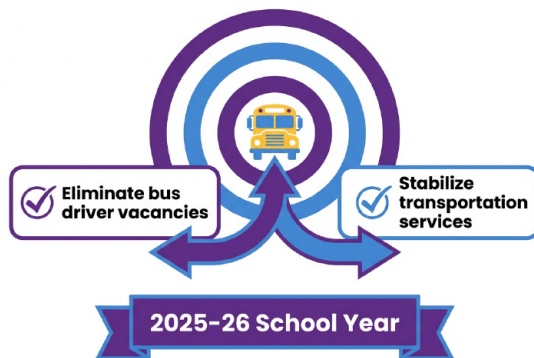 Eliminate bus
driver vacancies
Stabilize
transportation
services
2025-26 School Year